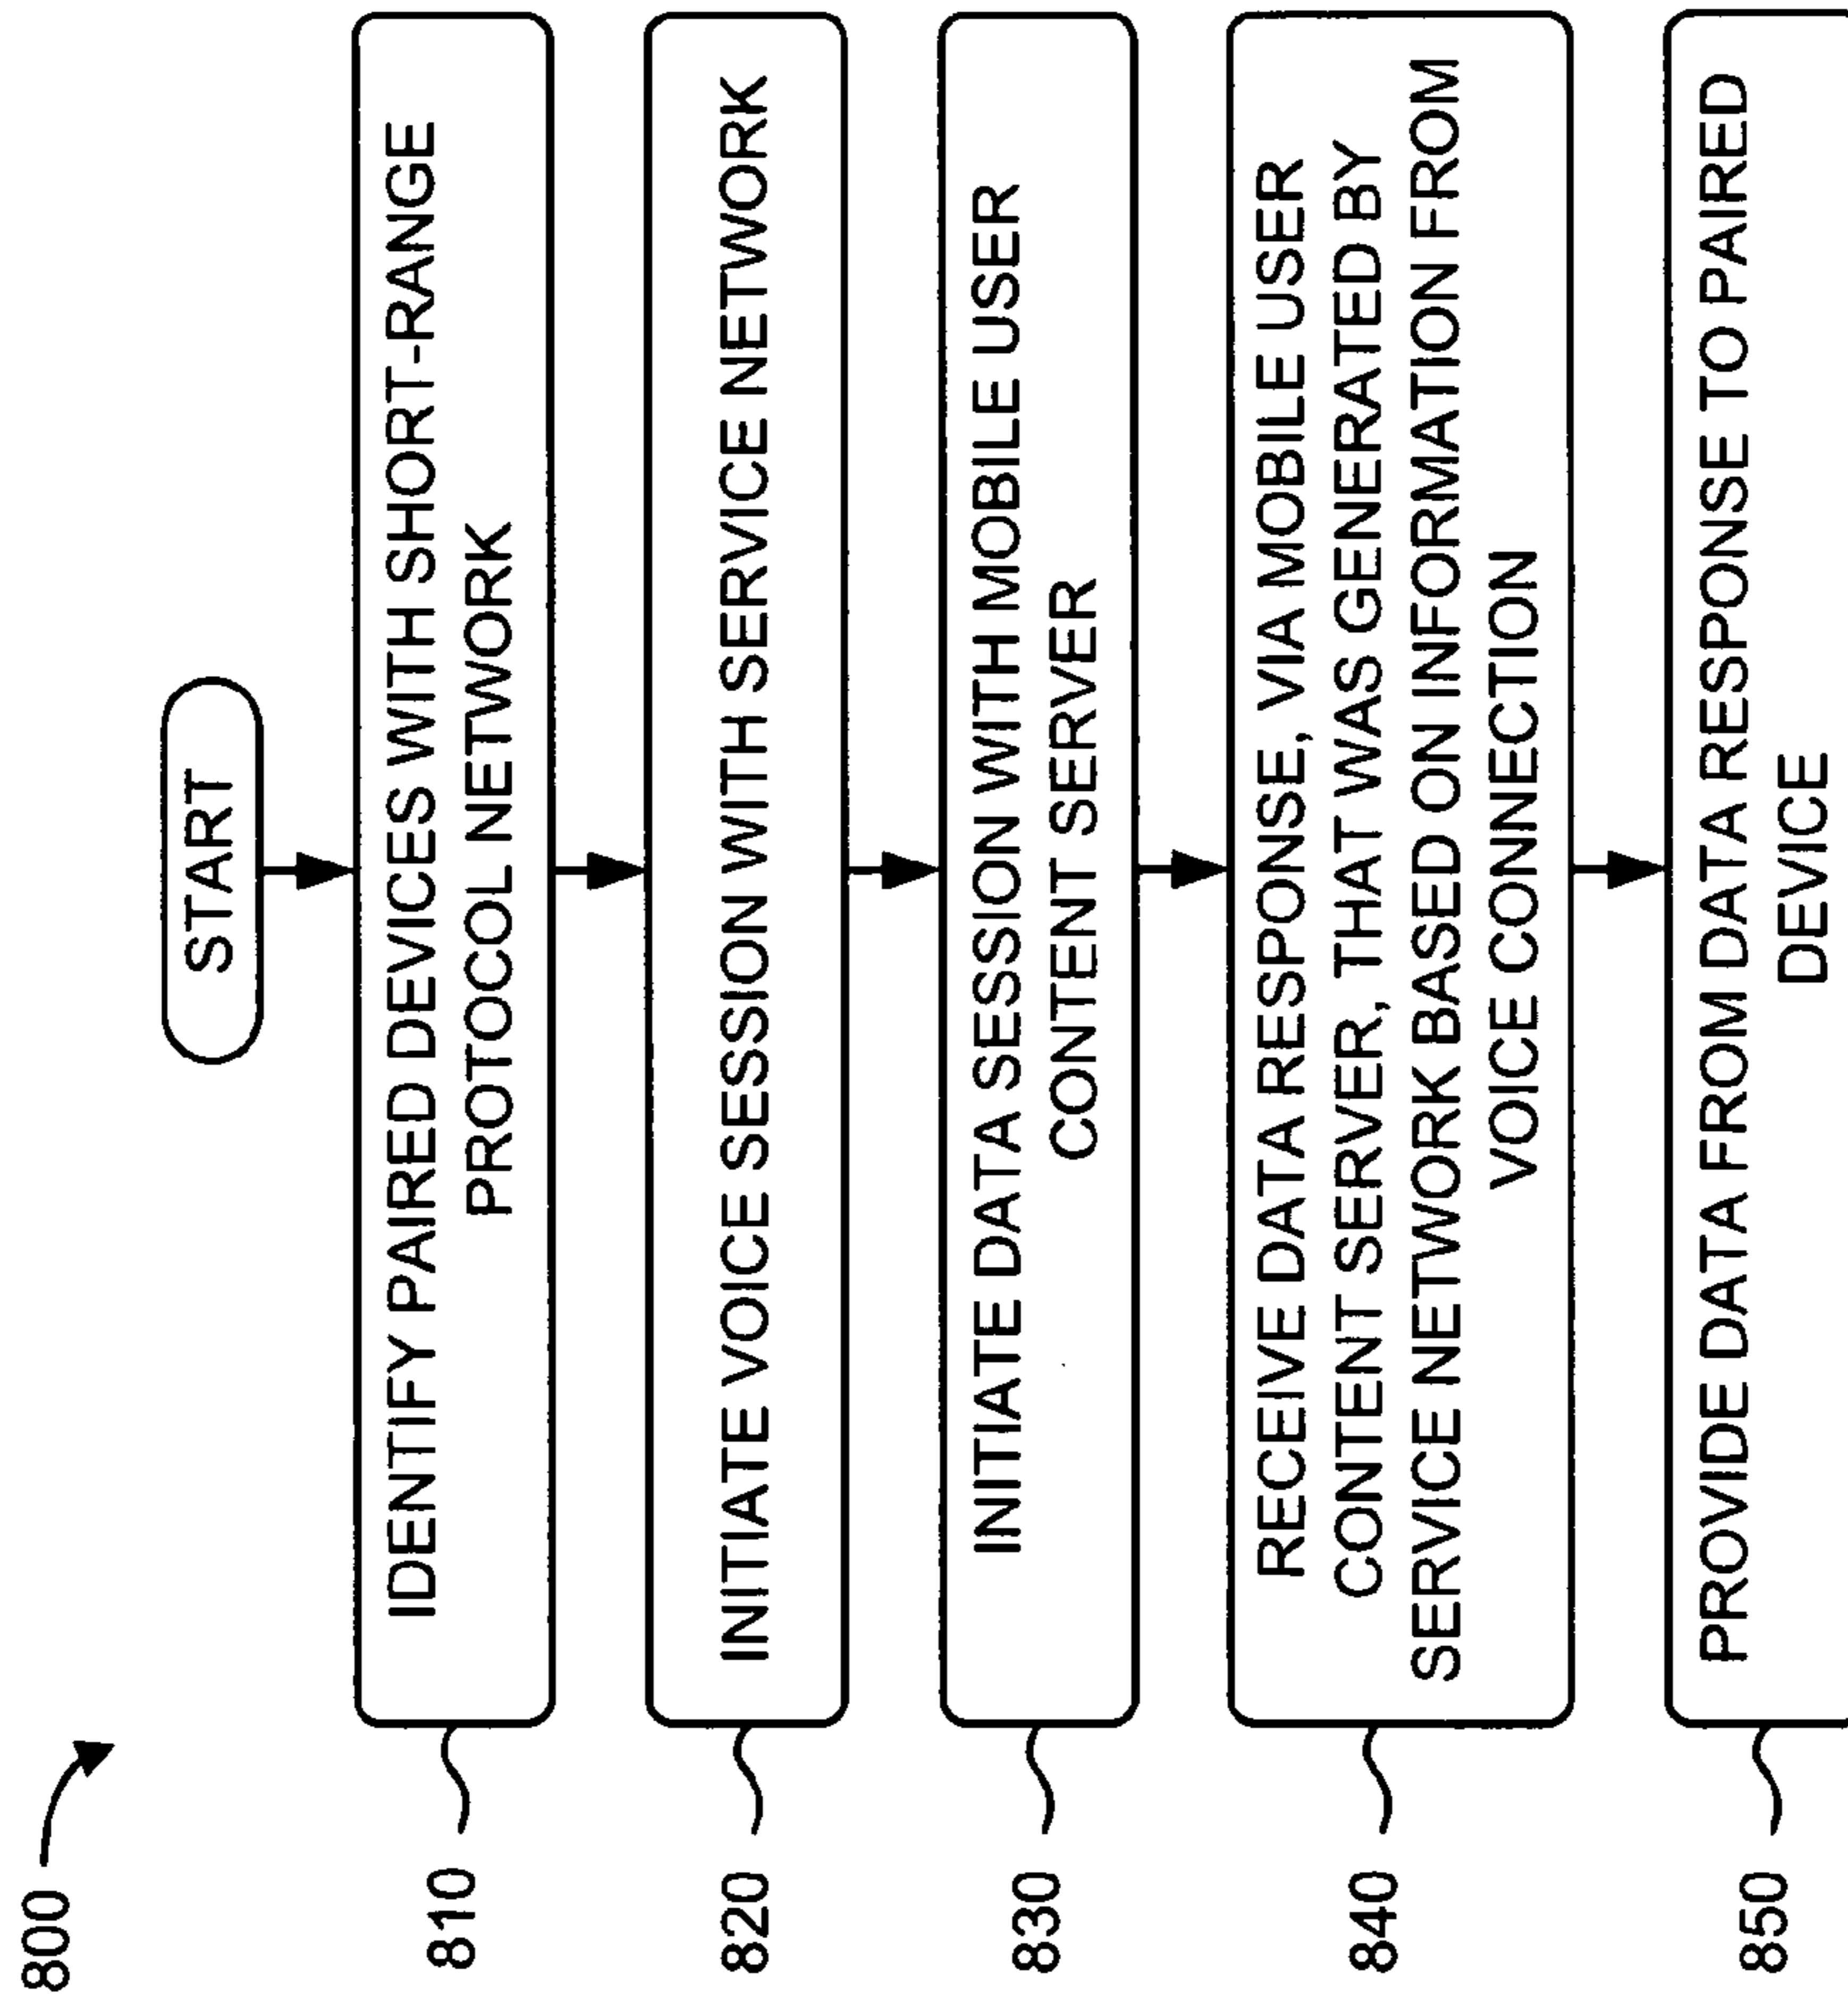 800
START
810
IDENTIFY PAIRED DEVICES WITH SHORT-RANGE
PROTOCOL NETWORK
820
INITIATE VOICE SESSION WITH SERVICE NETWORK
830
INITIATE DATA SESSION WITH MOBILE USER
CONTENT SERVER
840
RECEIVE DATA RESPONSE, VIA MOBILE USER
CONTENT SERVER, THAT WAS GENERATED BY
SERVICE NETWORK BASED ON INFORMATION FROM
VOICE CONNECTION
850
PROVIDE DATA FROM DATA RESPONSE TO PAIRED
DEVICE